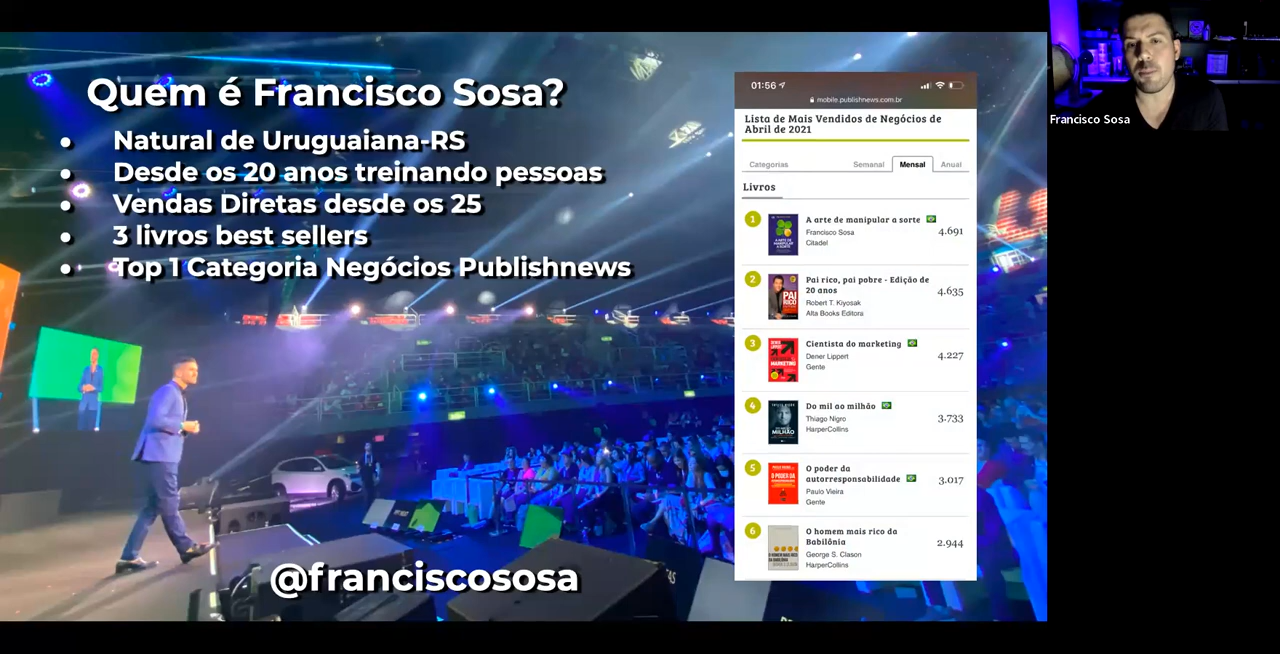 Quem é Francisco Sosa?
• Natural de Uruguaiana-RS
• Desde os 20 anos treinando pessoas
• Vendas Diretas desde os 25
• 3 livros best sellers
• Top 1 Categoria Negócios Publishnews
@franciscososa
01:56
mobile.publishnews.com.br
Lista de Mais Vendidos de Negócios de
Abril de 2021
Categorias Semanal Mensal Anual
Livros
1 A arte de manipular a sorte 4.691
Francisco Sosa
Citadel
2 Pai rico, pai pobre - Edição de
20 anos 4.635
Robert T. Kiyosak
Alta Books Editora
3 Cientista do marketing 4.227
Dener Lippert
Gente
4 Do mil ao milhão 3.733
Thiago Nigro
HarperCollins
5 O poder da
autorresponsabilidade 3.017
Paulo Vieira
Gente
6 O homem mais rico da
Babilônia 2.944
George S. Clason
HarperCollins
Francisco Sosa